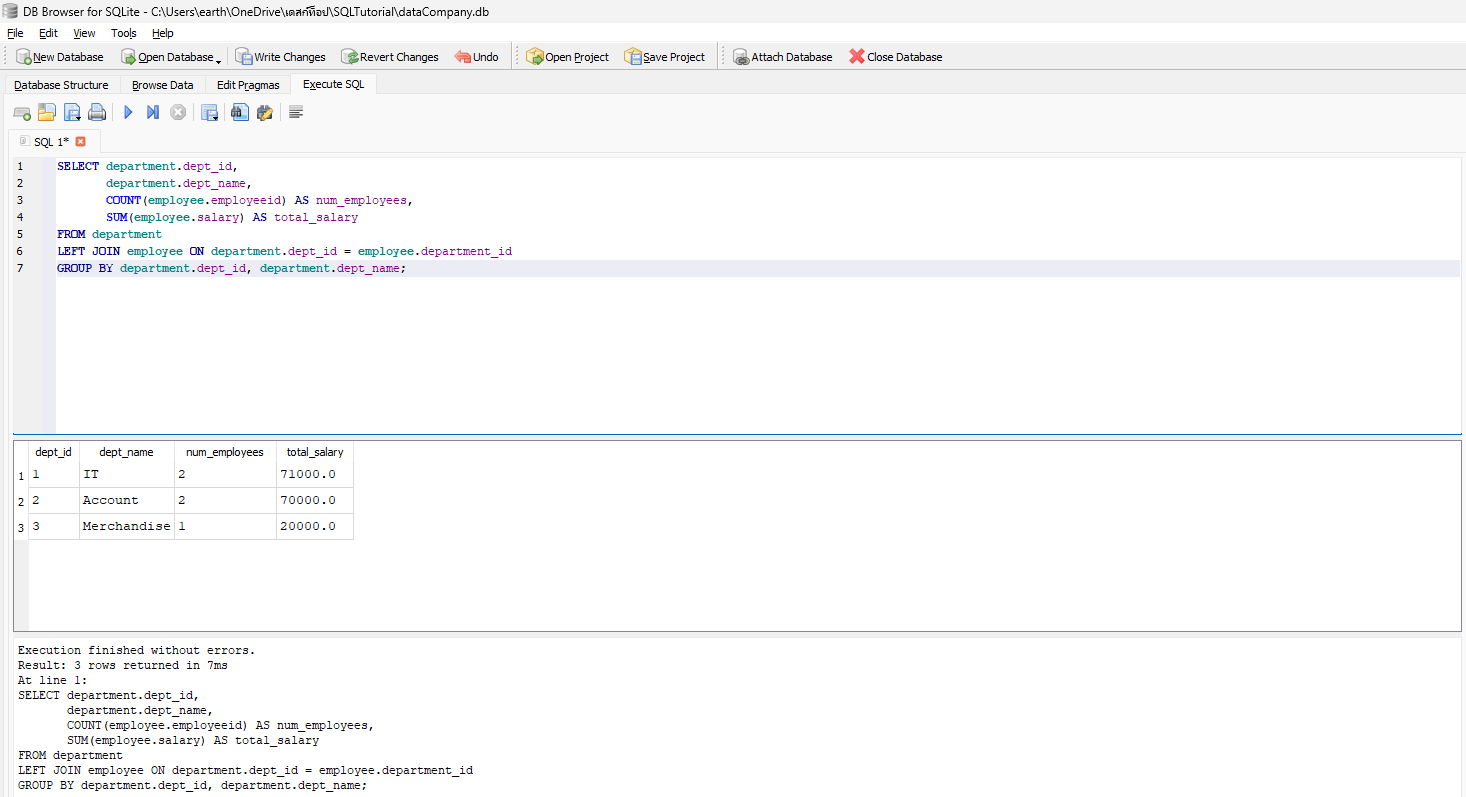 DB Browser for SQLite - C:\Users\earth\OneDrive\เดสก์ท็อป\SQLTutorial\dataCompany.db
File Edit View Tools Help
New Database Open Database Write Changes Revert Changes Undo Open Project Save Project Attach Database Close Database
Database Structure Browse Data Edit Pragmas Execute SQL
SQL 1*
1 SELECT department.dept_id,
2 department.dept_name,
3 COUNT(employee.employeeid) AS num_employees,
4 SUM(employee.salary) AS total_salary
5 FROM department
6 LEFT JOIN employee ON department.dept_id = employee.department_id
7 GROUP BY department.dept_id, department.dept_name;
dept_id dept_name num_employees total_salary
1 1 IT 2 71000.0
2 2 Account 2 70000.0
3 3 Merchandise 1 20000.0
Execution finished without errors.
Result: 3 rows returned in 7ms
At line 1:
SELECT department.dept_id,
department.dept_name,
COUNT(employee.employeeid) AS num_employees,
SUM(employee.salary) AS total_salary
FROM department
LEFT JOIN employee ON department.dept_id = employee.department_id
GROUP BY department.dept_id, department.dept_name;